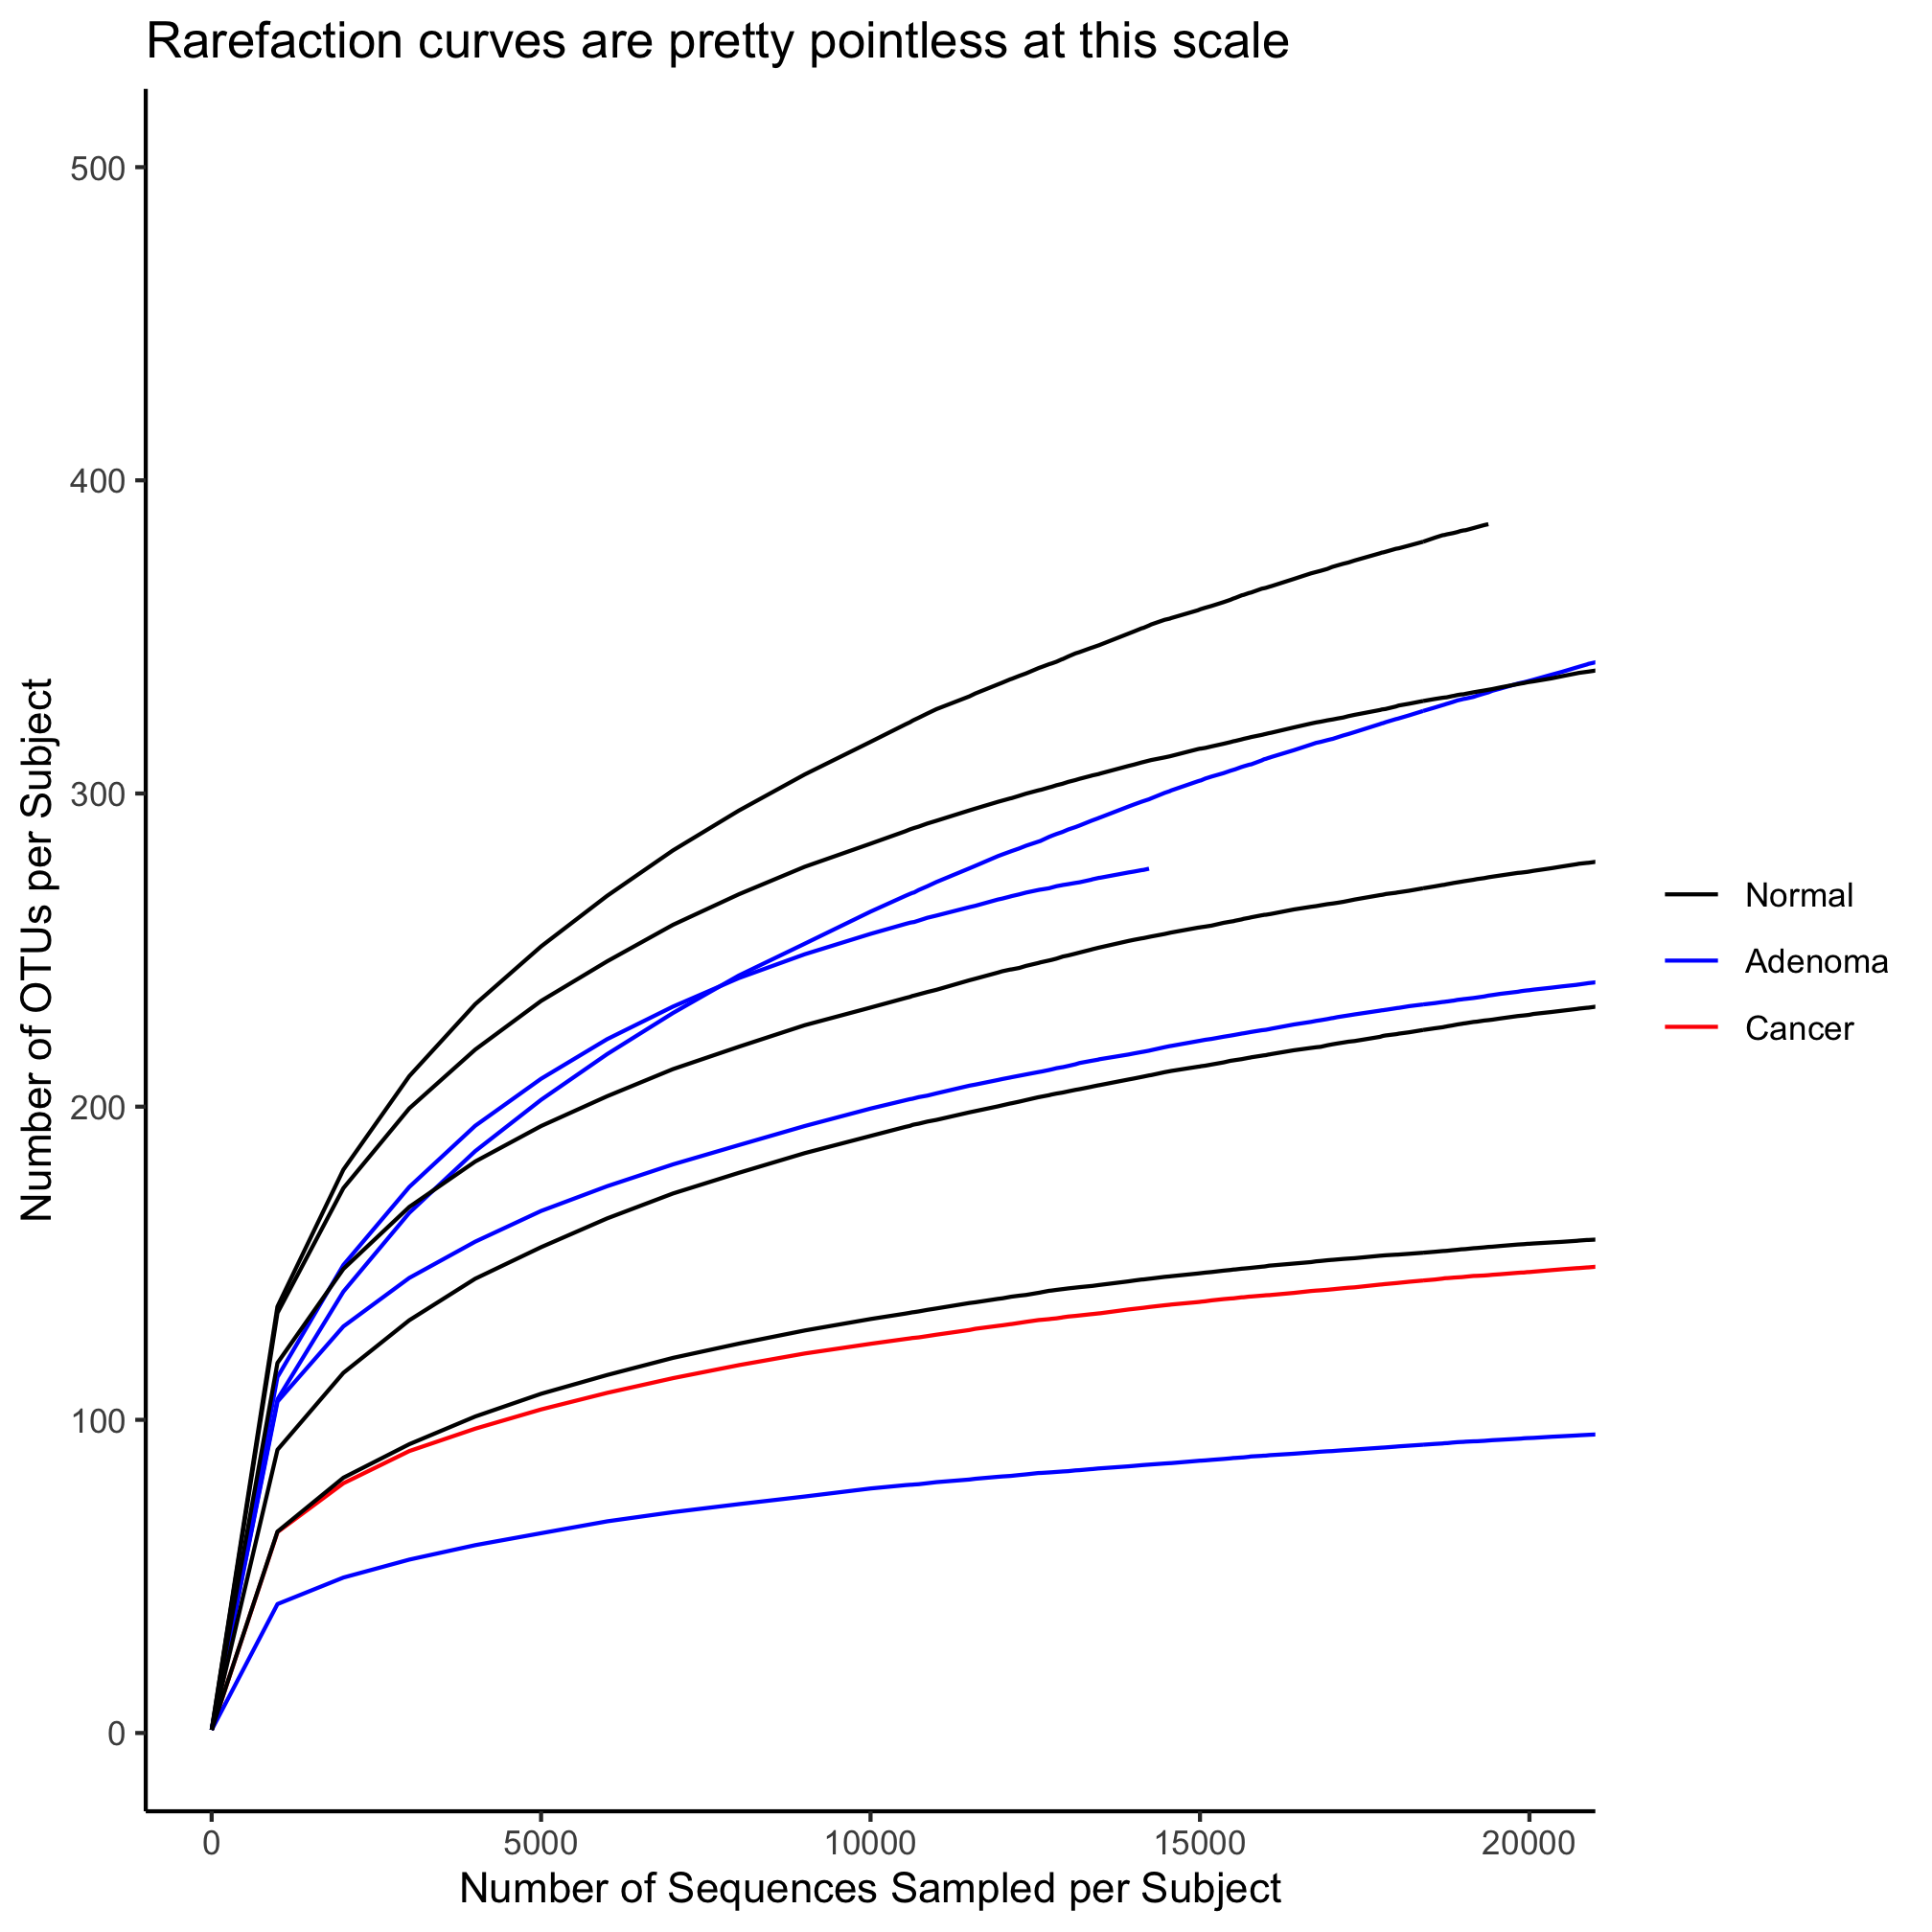 Rarefaction curves are pretty pointless at this scale
Number of OTUs per Subject
500
400
300
200
100
0
0 5000 10000 15000 20000
Number of Sequences Sampled per Subject
Normal
Adenoma
Cancer